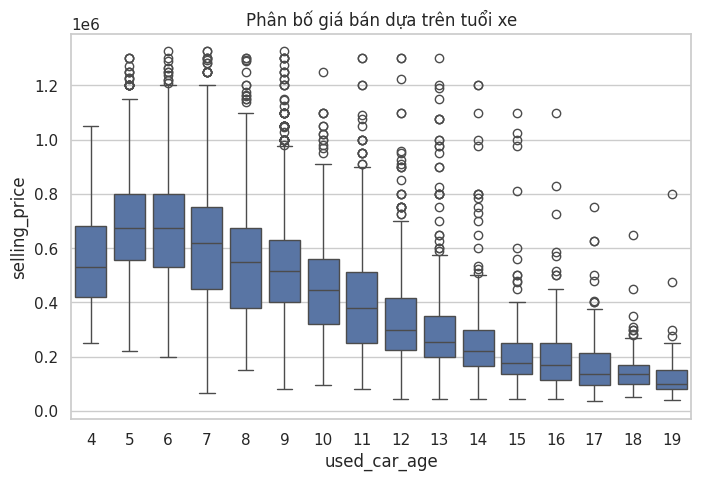 Phân bố giá bán dựa trên tuổi xe
1e6
1.2
1.0
0.8
0.6
0.4
0.2
0.0
selling_price
4 5 6 7 8 9 10 11 12 13 14 15 16 17 18 19
used_car_age